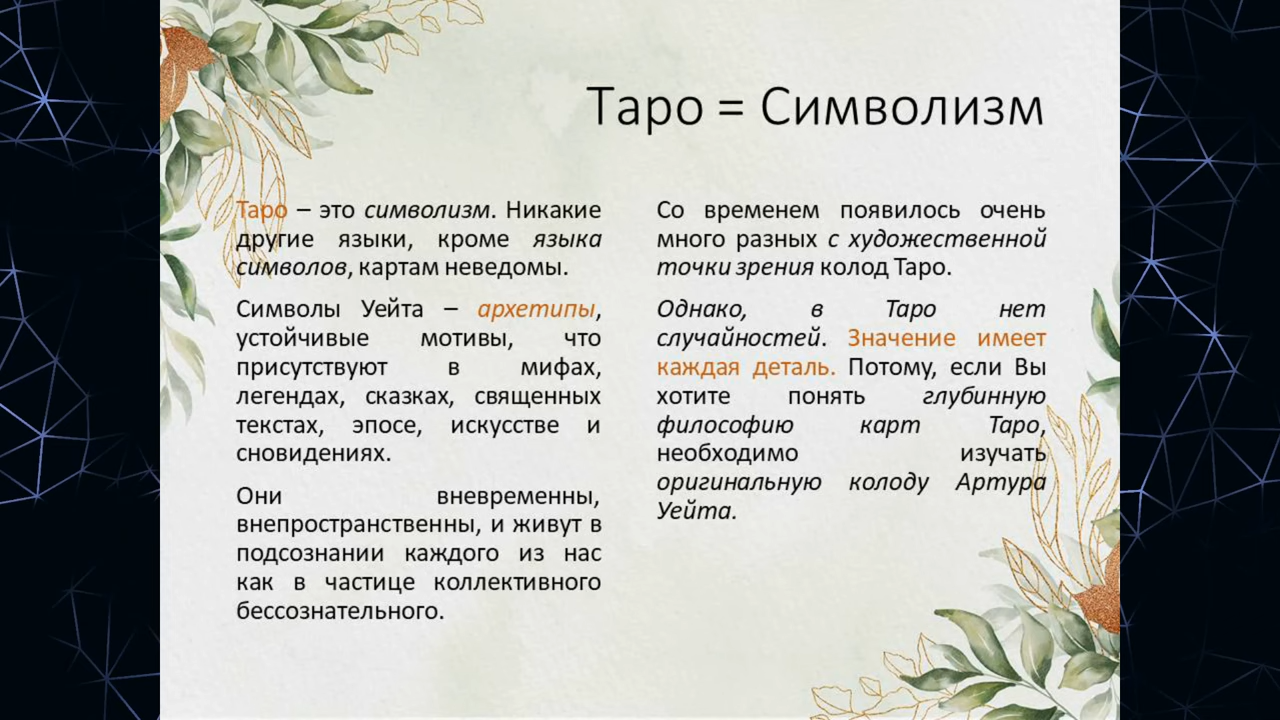 Таро = Символизм
Таро – это символизм. Никакие
другие языки, кроме языка
символов, картам неведомы.
Символы Уейта – архетипы,
устойчивые мотивы, что
присутствуют в мифах,
легендах, сказках, священных
текстах, эпосе, искусстве и
сновидениях.
Они вневременны,
внепространственны, и живут в
подсознании каждого из нас
как в частице коллективного
бессознательного.
Со временем появилось очень
много разных с художественной
точки зрения колод Таро.
Однако, в Таро нет
случайностей. Значение имеет
каждая деталь. Потому, если Вы
хотите понять глубинную
философию карт Таро,
необходимо изучать
оригинальную колоду Артура
Уейта.